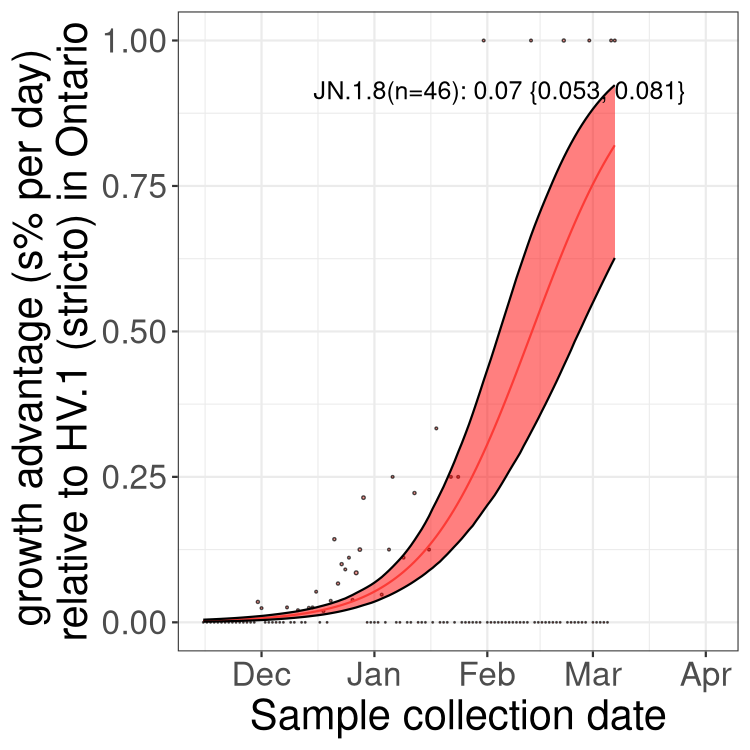 growth advantage (s% per day)
relative to HV.1 (stricto) in Ontario
1.00
0.75
0.50
0.25
0.00
JN.1.8(n=46): 0.07 {0.053, 0.081}
Dec Jan Feb Mar Apr
Sample collection date